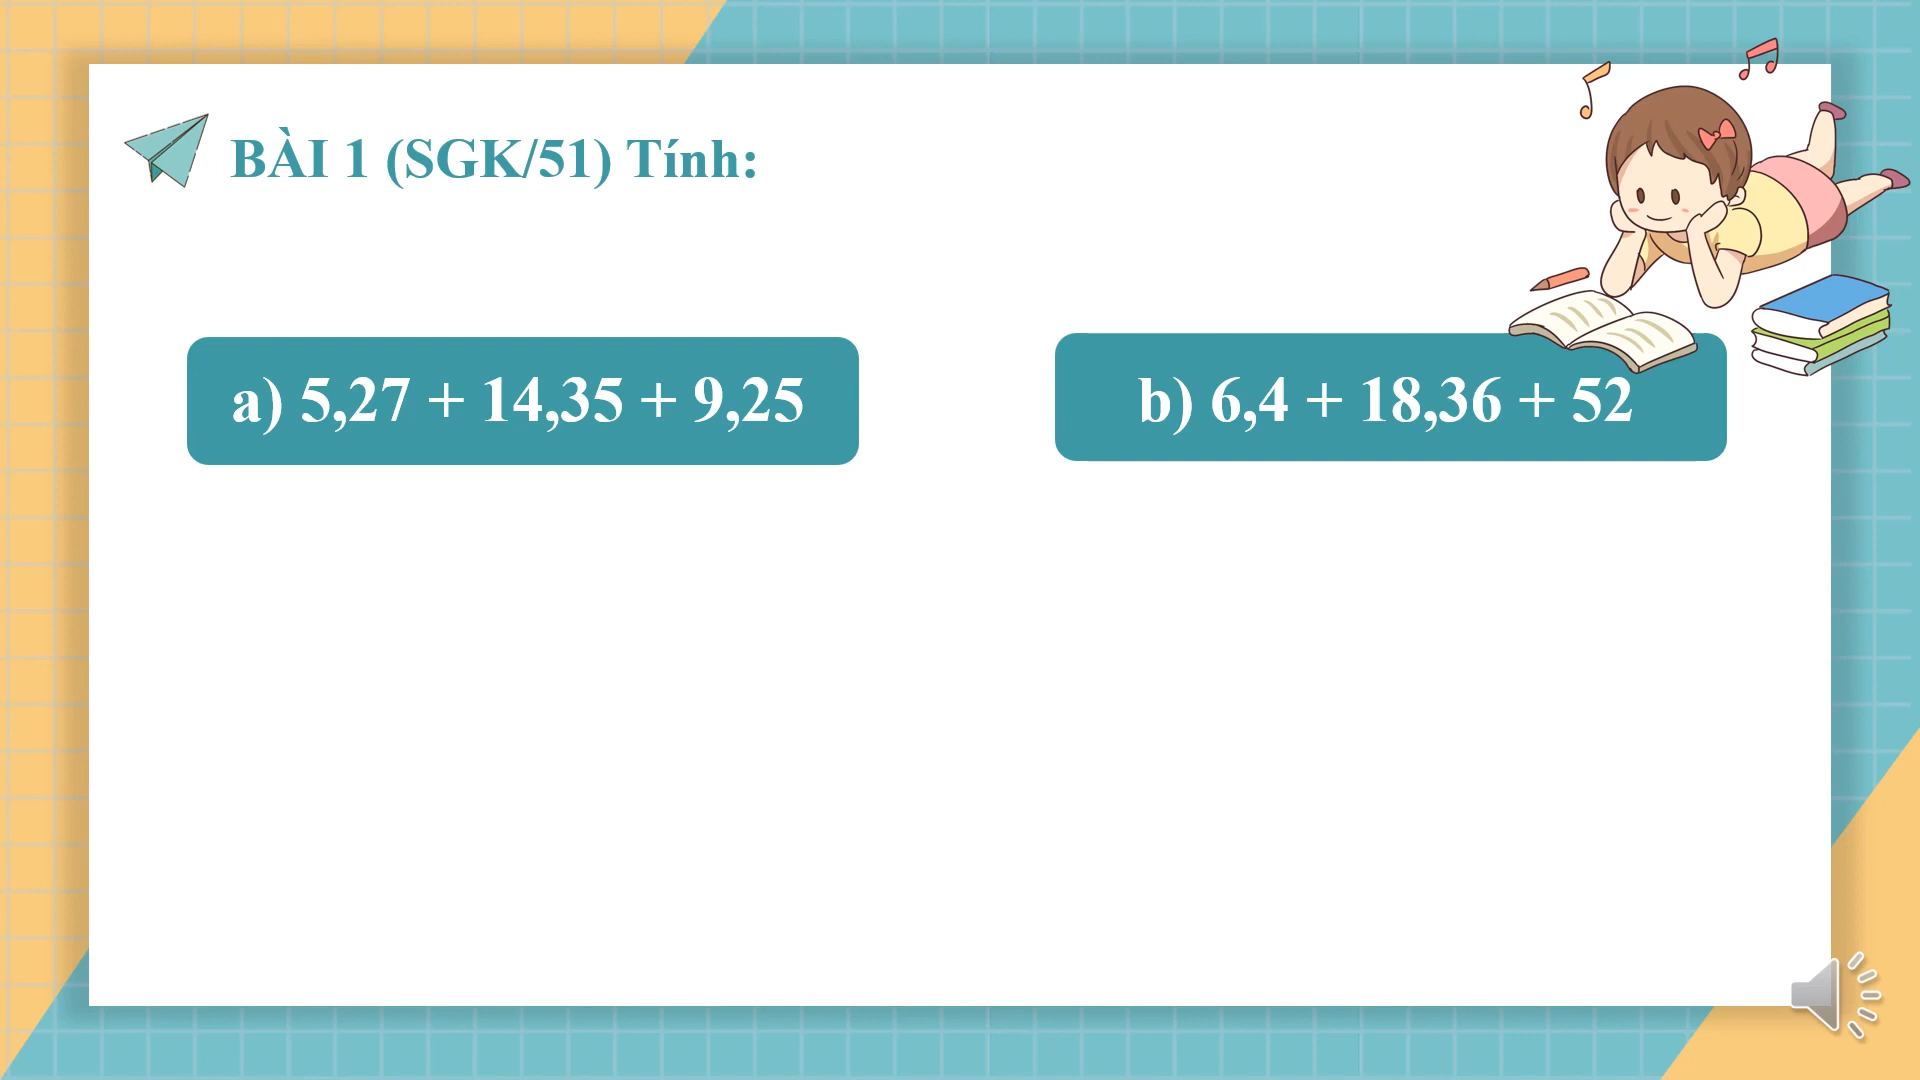 BÀI 1 (SGK/51) Tính:
a) 5,27 + 14,35 + 9,25
b) 6,4 + 18,36 + 52